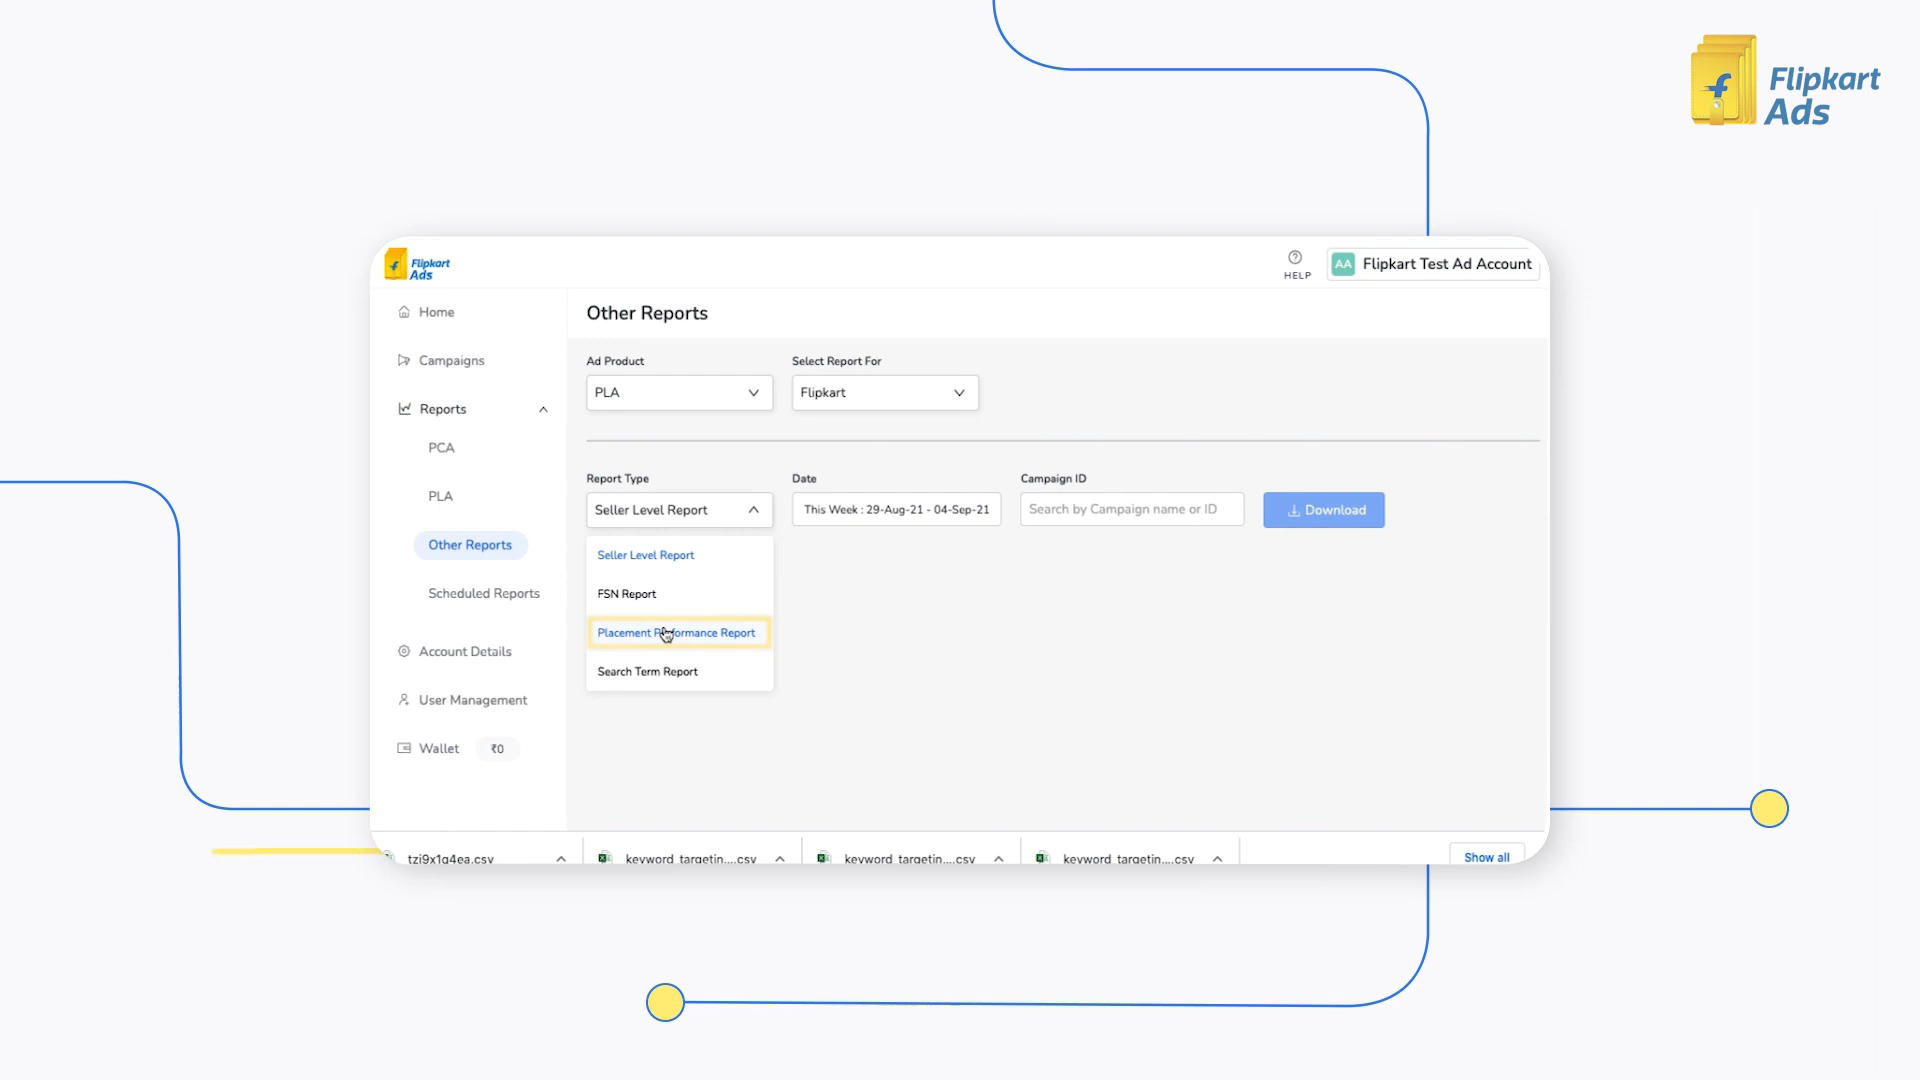 Flipkart
Ads
Flipkart
Ads
HELP
AA Flipkart Test Ad Account
Home
Campaigns
Reports
PCA
PLA
Other Reports
Scheduled Reports
Account Details
User Management
Wallet ₹0
Other Reports
Ad Product Select Report For
PLA Flipkart
Report Type Date Campaign ID
Seller Level Report This Week : 29-Aug-21 - 04-Sep-21 Search by Campaign name or ID Download
Seller Level Report
FSN Report
Placement Performance Report
Search Term Report
tzi9x1q4ea.csv keyword_targetin....csv keyword_targetin....csv keyword_targetin....csv Show all